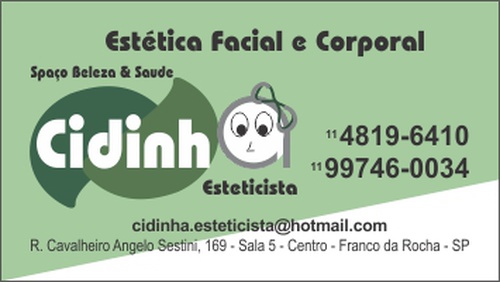 Estética Facial e Corporal
Spaço Beleza & Saude
Cidinha
Esteticista
11 4819-6410
11 99746-0034
cidinha.esteticista@hotmail.com
R. Cavalheiro Angelo Sestini, 169 - Sala 5 - Centro - Franco da Rocha - SP